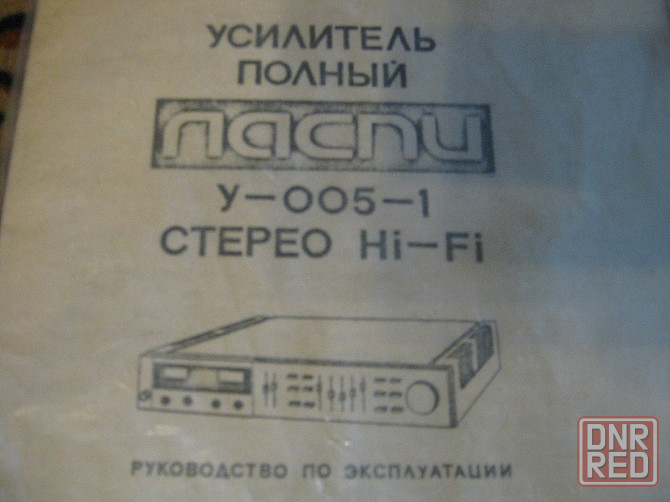 УСИЛИТЕЛЬ
ПОЛНЫЙ
ласпи
У-005-1
СТЕРЕО Hi-Fi
РУКОВОДСТВО ПО ЭКСПЛУАТАЦИИ
DNR
RED